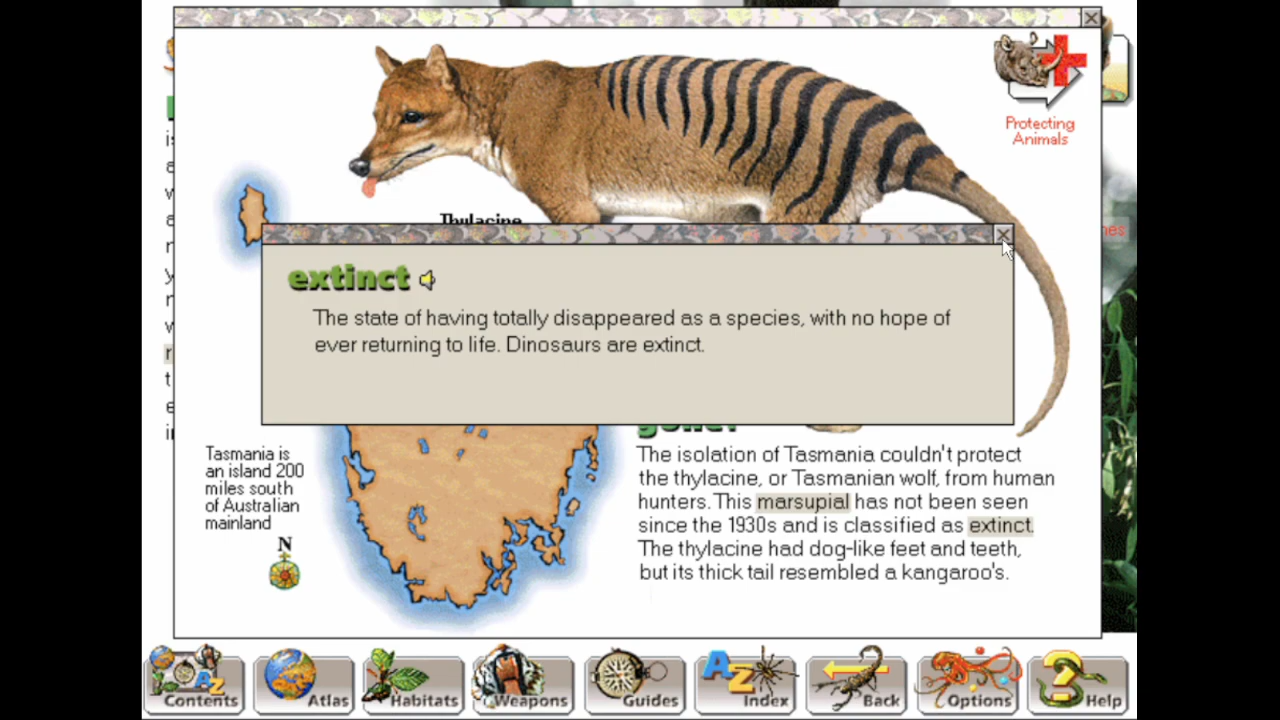 Protecting
Animals
Thylacine
extinct
The state of having totally disappeared as a species, with no hope of
ever returning to life. Dinosaurs are extinct.
Tasmania is
an island 200
miles south
of Australian
mainland
N
The isolation of Tasmania couldn't protect
the thylacine, or Tasmanian wolf, from human
hunters. This marsupial has not been seen
since the 1930s and is classified as extinct.
The thylacine had dog-like feet and teeth,
but its thick tail resembled a kangaroo's.
Contents
Atlas
Habitats
Weapons
Guides
AZ
Index
Back
Options
? Help